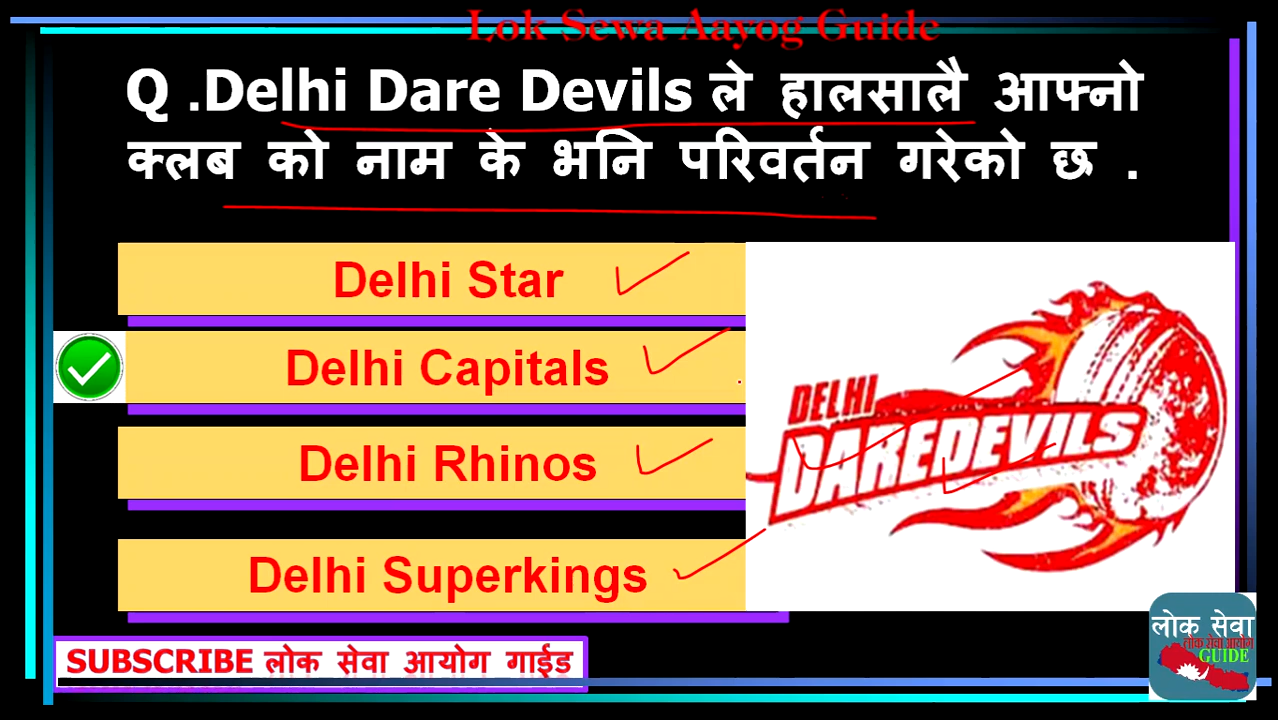 Lok Sewa Aayog Guide
Q .Delhi Dare Devils ले हालसालै आफ्नो
क्लब को नाम के भनि परिवर्तन गरेको छ .
Delhi Star
Delhi Capitals
Delhi Rhinos
Delhi Superkings
DELHI
DAREDEVILS
SUBSCRIBE लोक सेवा आयोग गाईड
लोक सेवा
लोक सेवा आयोग
GUIDE